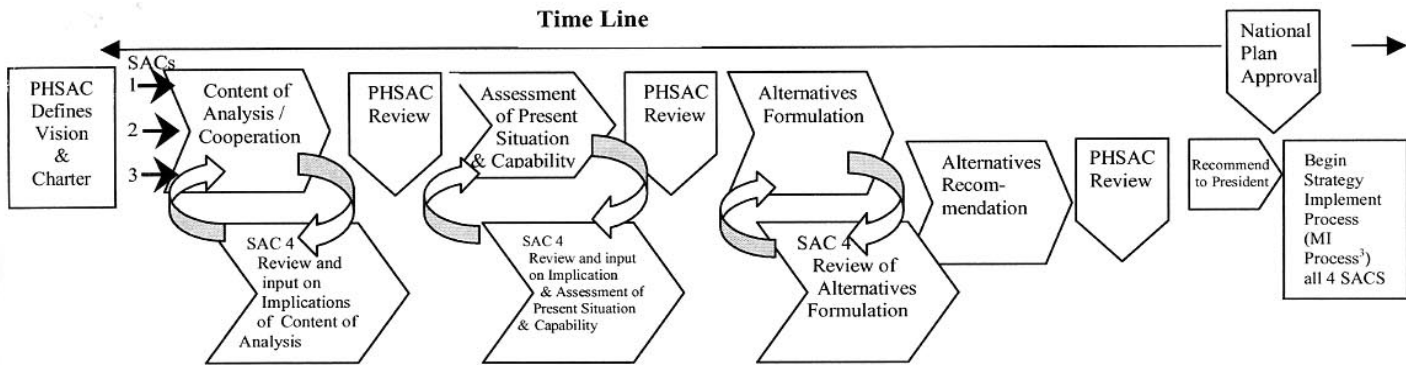 Time Line
PHSAC
Defines
Vision
&
Charter
SACs
1
2
3
Content of
Analysis /
Cooperation
SAC 4
Review and
input on
Implications
of Content of
Analysis
PHSAC
Review
Assessment
of Present
Situation
& Capability
SAC 4
Review and input
on Implication
& Assessment of
Present Situation
& Capability
PHSAC
Review
Alternatives
Formulation
SAC 4
Review of
Alternatives
Formulation
Alternatives
Recom-
mendation
PHSAC
Review
Recommend
to President
National
Plan
Approval
Begin
Strategy
Implement
Process
(MI
Process³)
all 4 SACS